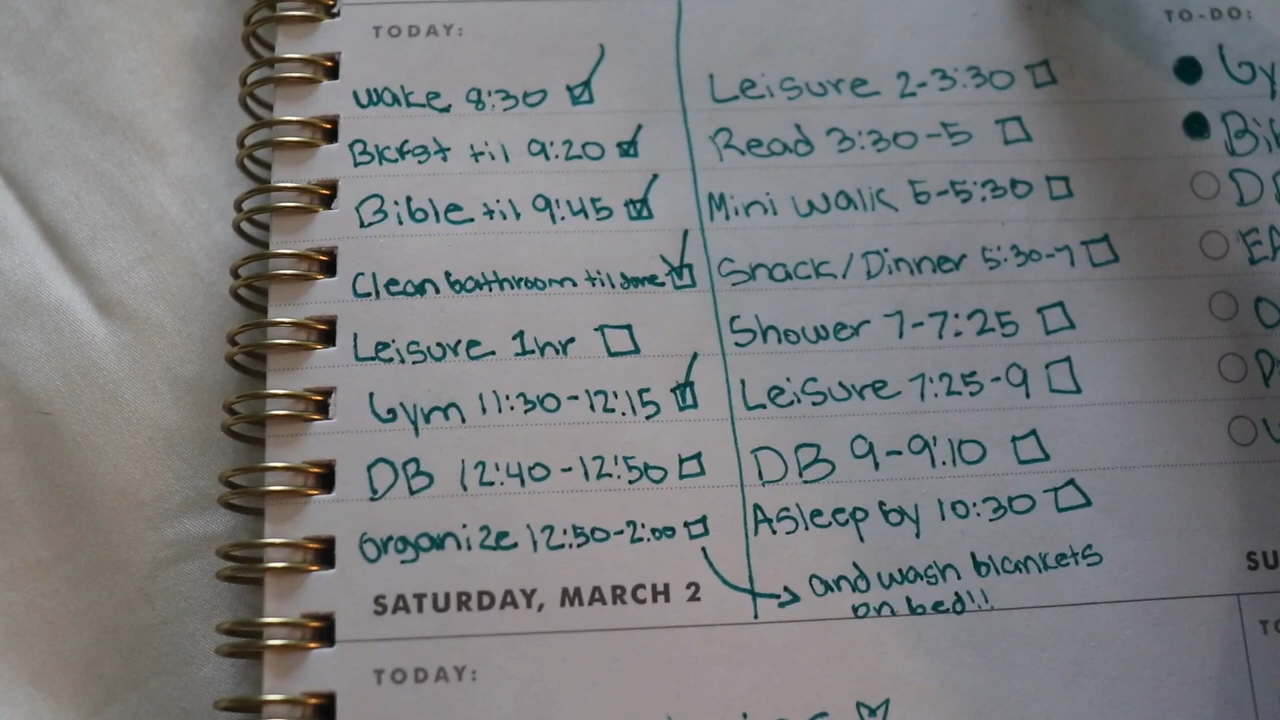 TODAY:
wake 8:30
Bkfst til 9:20
Bible til 9:45
Clean bathroom til done
Leisure 1hr
Gym 11:30-12:15
DB 12:40-12:50
Organize 12:50-2:00
Leisure 2-3:30
Read 3:30-5
Mini walk 5-5:30
Snack/Dinner 5:30-7
Shower 7-7:25
Leisure 7:25-9
DB 9-9:10
Asleep by 10:30
and wash blankets
on bed!!
TO-DO:
Gy
Bi
SATURDAY, MARCH 2
SU
TODAY:
TO